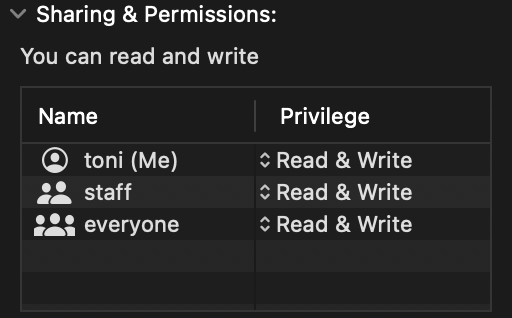 Sharing & Permissions:
You can read and write
Name Privilege
toni (Me) Read & Write
staff Read & Write
everyone Read & Write